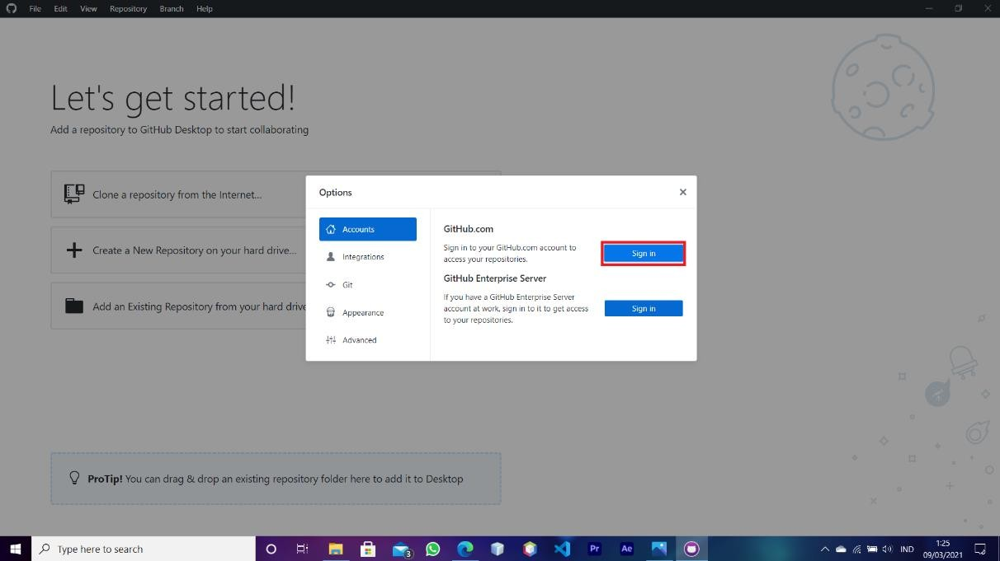 File Edit View Repository Branch Help
Let's get started!
Add a repository to GitHub Desktop to start collaborating
Clone a repository from the Internet...
Create a New Repository on your hard drive...
Add an Existing Repository from your hard drive
Options
Accounts
Integrations
Git
Appearance
Advanced
GitHub.com
Sign in to your GitHub.com account to
access your repositories.
Sign in
GitHub Enterprise Server
If you have a GitHub Enterprise Server
account at work, sign in to it to get access
to your repositories.
Sign in
ProTip! You can drag & drop an existing repository folder here to add it to Desktop
Type here to search
3
Pr
Ae
IND
1:25
09/03/2021